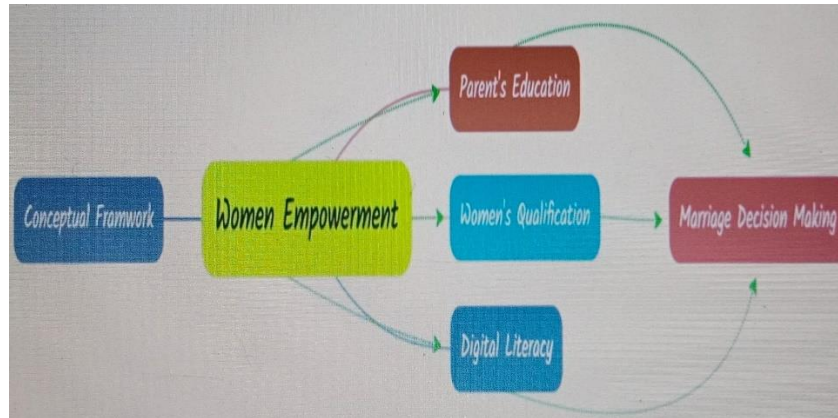 Conceptual Framwork
Women Empowerment
Parent's Education
Women's Qualification
Digital Literacy
Marriage Decision Making